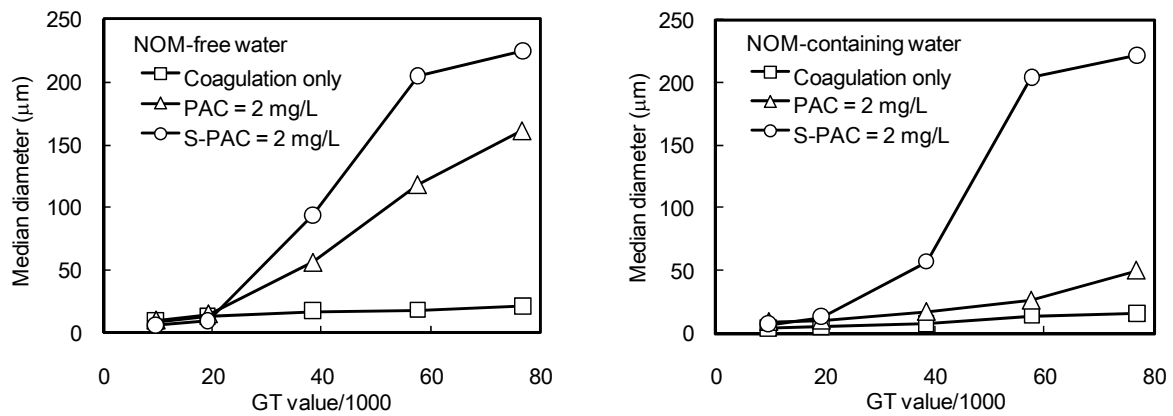 250
200
150
100
50
0
Median diameter (μm)
NOM-free water
Coagulation only
PAC = 2 mg/L
S-PAC = 2 mg/L
0 20 40 60 80
GT value/1000
250
200
150
100
50
0
Median diameter (μm)
NOM-containing water
Coagulation only
PAC = 2 mg/L
S-PAC = 2 mg/L
0 20 40 60 80
GT value/1000